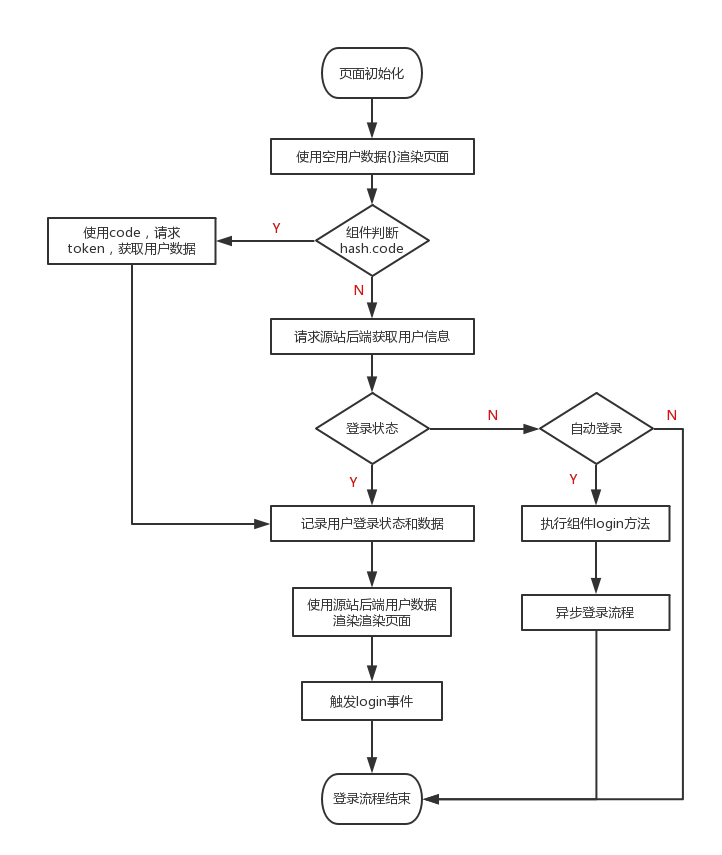 页面初始化
使用空用户数据{}渲染页面
组件判断
hash.code
Y
使用code，请求
token，获取用户数据
N
请求源站后端获取用户信息
登录状态
N
自动登录
N
Y
Y
记录用户登录状态和数据
执行组件login方法
使用源站后端用户数据
渲染渲染页面
异步登录流程
触发login事件
登录流程结束